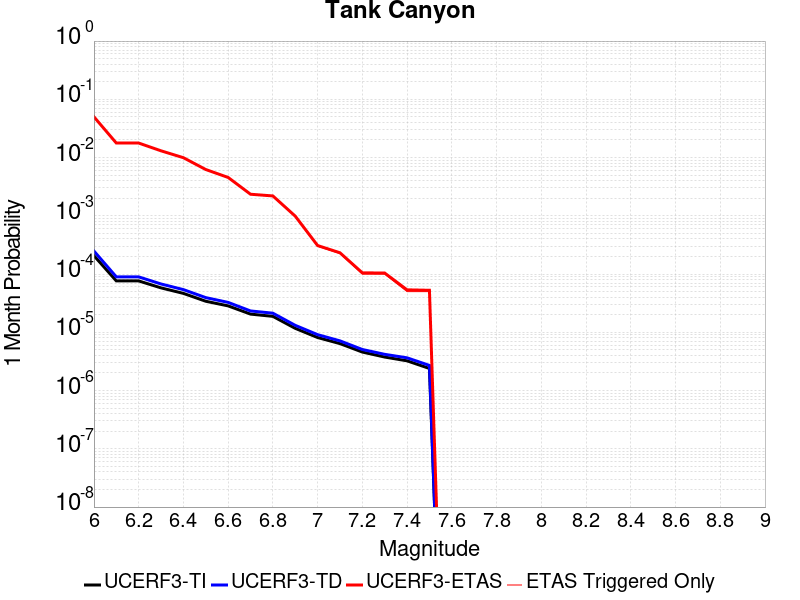 Tank Canyon
10 0
10 -1
10 -2
10 -3
10 -4
10 -5
10 -6
10 -7
10 -8
1 Month Probability
6 6.2 6.4 6.6 6.8 7 7.2 7.4 7.6 7.8 8 8.2 8.4 8.6 8.8 9
Magnitude
UCERF3-TI UCERF3-TD UCERF3-ETAS ETAS Triggered Only